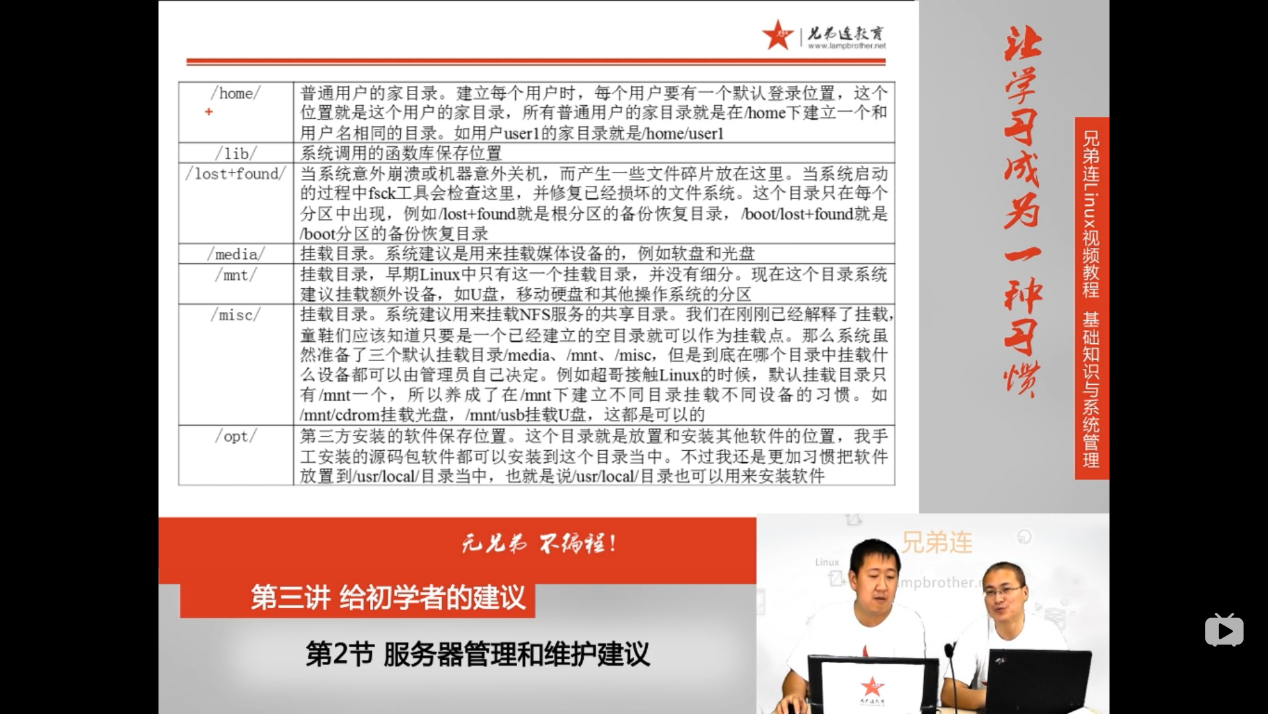 兄弟连教育
www.lampbrother.net
/home/
普通用户的家目录。建立每个用户时，每个用户要有一个默认登录位置，这个
位置就是这个用户的家目录，所有普通用户的家目录就是在/home下建立一个和
用户名相同的目录。如用户user1的家目录就是/home/user1
/lib/
系统调用的函数库保存位置
/lost+found/
当系统意外崩溃或机器意外关机，而产生一些文件碎片放在这里。当系统启动
的过程中fsck工具会检查这里，并修复已经损坏的文件系统。这个目录只在每个
分区中出现，例如/lost+found就是根分区的备份恢复目录，/boot/lost+found就是
/boot分区的备份恢复目录
/media/
挂载目录。系统建议是用来挂载媒体设备的，例如软盘和光盘
/mnt/
挂载目录，早期Linux中只有这一个挂载目录，并没有细分。现在这个目录系统
建议挂载额外设备，如U盘，移动硬盘和其他操作系统的分区
/misc/
挂载目录。系统建议用来挂载NFS服务的共享目录。我们在刚刚已经解释了挂载，
童鞋们应该知道只要是一个已经建立的空目录就可以作为挂载点。那么系统虽
然准备了三个默认挂载目录/media、/mnt、/misc，但是到底在哪个目录中挂载什
么设备都可以由管理员自己决定。例如超哥接触Linux的时候，默认挂载目录只
有/mnt一个，所以养成了在/mnt下建立不同目录挂载不同设备的习惯。如
/mnt/cdrom挂载光盘，/mnt/usb挂载U盘，这都是可以的
/opt/
第三方安装的软件保存位置。这个目录就是放置和安装其他软件的位置，我手
工安装的源码包软件都可以安装到这个目录当中。不过我还是更加习惯把软件
放置到/usr/local/目录当中，也就是说/usr/local/目录也可以用来安装软件
让学习成为一种习惯
兄弟连Linux视频教程 基础知识与系统管理
无兄弟 不编程！
第三讲 给初学者的建议
第2节 服务器管理和维护建议
兄弟连
Linux